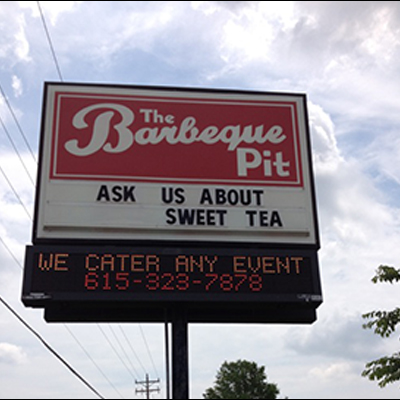 The
Barbeque
Pit
ASK US ABOUT
SWEET TEA
WE CATER ANY EVENT
615-323-7878